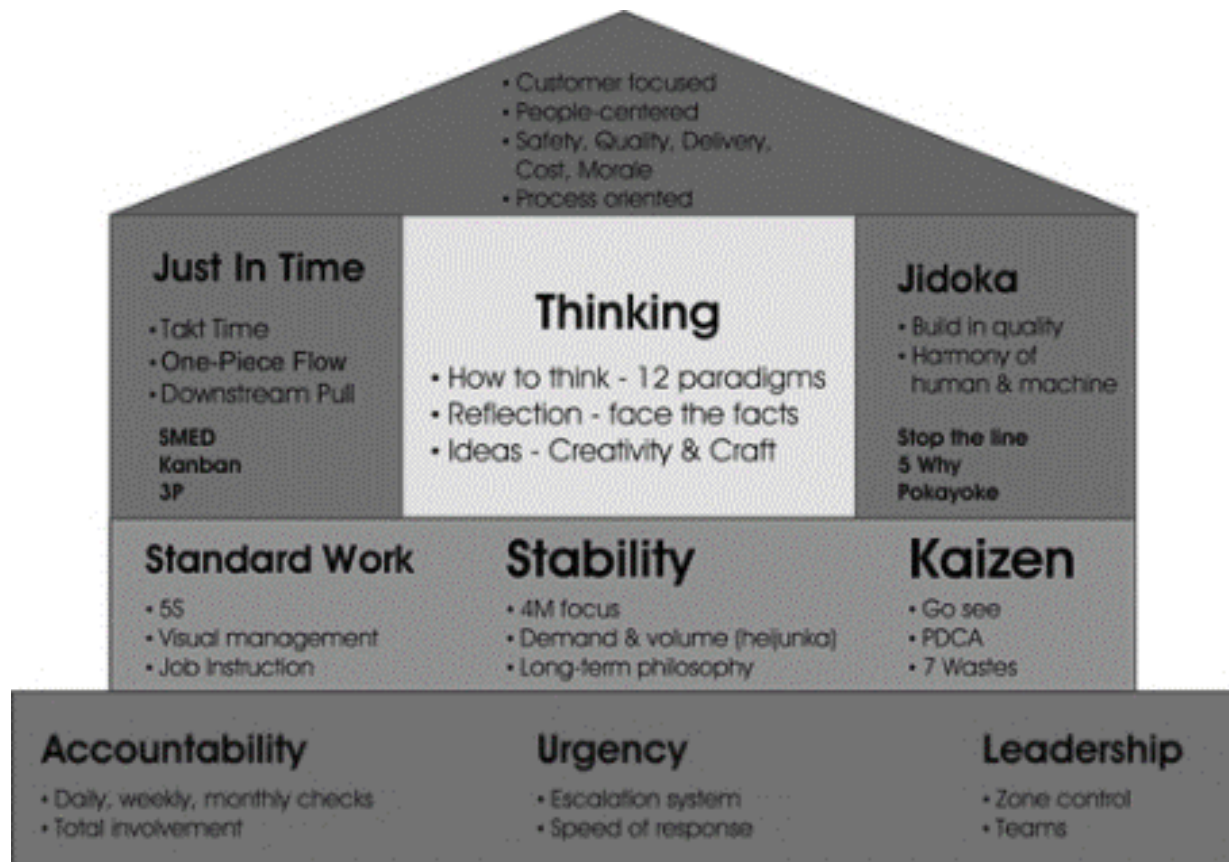 • Customer focused
• People-centered
• Safety, Quality, Delivery,
Cost, Morale
• Process oriented
Just In Time
• Takt Time
• One-Piece Flow
• Downstream Pull
SMED
Kanban
3P
Thinking
• How to think - 12 paradigms
• Reflection - face the facts
• Ideas - Creativity & Craft
Jidoka
• Build in quality
• Harmony of
human & machine
Stop the line
5 Why
Pokayoke
Standard Work
• 5S
• Visual management
• Job Instruction
Stability
• 4M focus
• Demand & volume (heijunka)
• Long-term philosophy
Kaizen
• Go see
• PDCA
• 7 Wastes
Accountability
• Daily, weekly, monthly checks
• Total involvement
Urgency
• Escalation system
• Speed of response
Leadership
• Zone control
• Teams